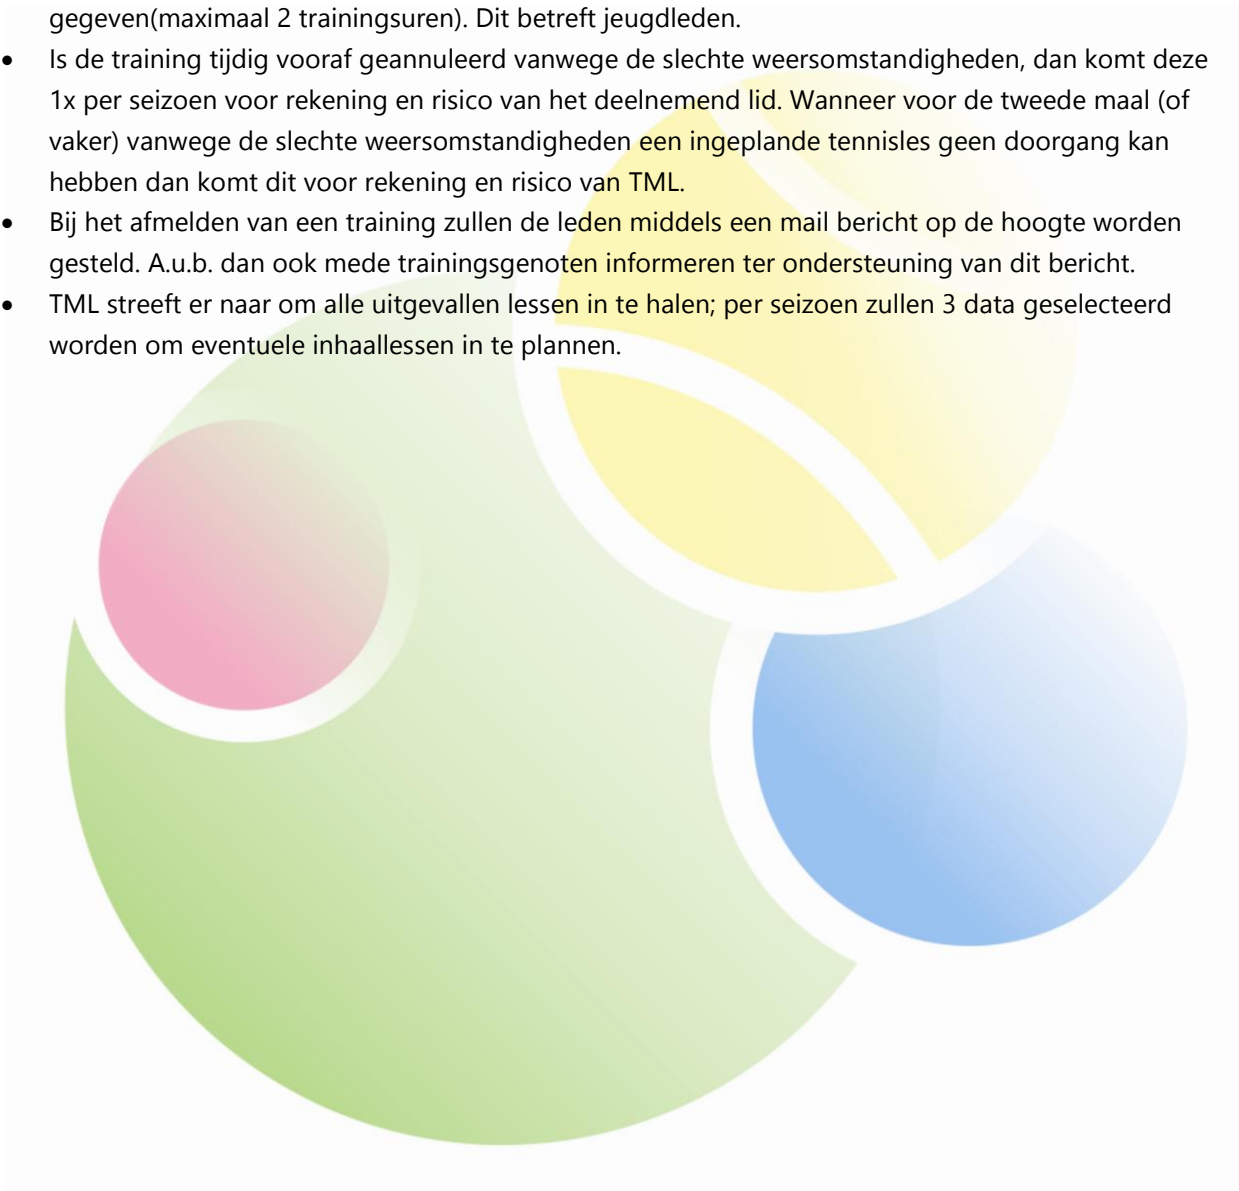 gegeven(maximaal 2 trainingsuren). Dit betreft jeugdleden.
• Is de training tijdig vooraf geannuleerd vanwege de slechte weersomstandigheden, dan komt deze
1x per seizoen voor rekening en risico van het deelnemend lid. Wanneer voor de tweede maal (of
vaker) vanwege de slechte weersomstandigheden een ingeplande tennisles geen doorgang kan
hebben dan komt dit voor rekening en risico van TML.
• Bij het afmelden van een training zullen de leden middels een mail bericht op de hoogte worden
gesteld. A.u.b. dan ook mede trainingsgenoten informeren ter ondersteuning van dit bericht.
• TML streeft er naar om alle uitgevallen lessen in te halen; per seizoen zullen 3 data geselecteerd
worden om eventuele inhaallessen in te plannen.